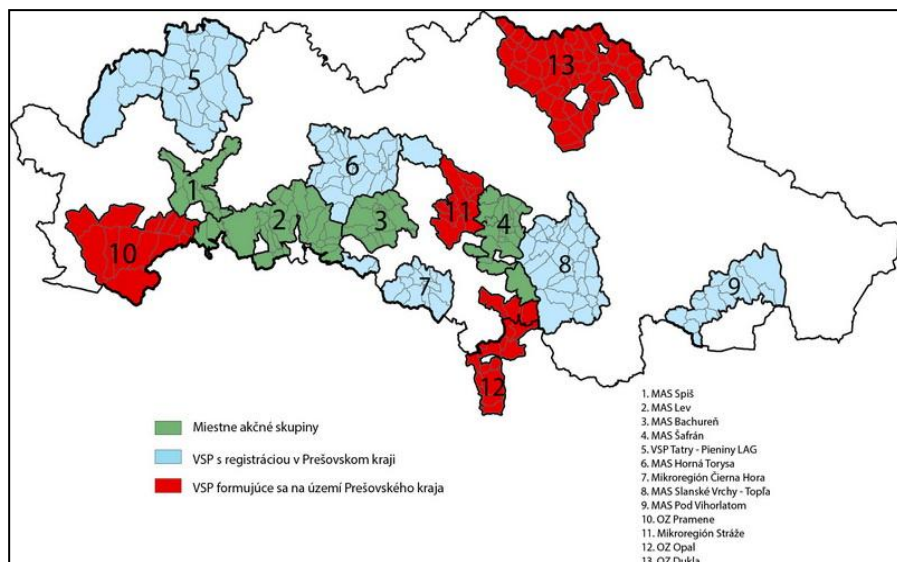 5
13
6
1
11
4
2
3
10
8
7
9
12
Miestne akčné skupiny
VSP s registráciou v Prešovskom kraji
VSP formujúce sa na území Prešovského kraja
1. MAS Spiš
2. MAS Lev
3. MAS Bachureň
4. MAS Šafrán
5. VSP Tatry - Pieniny LAG
6. MAS Horná Torysa
7. Mikroregión Čierna Hora
8. MAS Slanské Vrchy - Topľa
9. MAS Pod Vihorlatom
10. OZ Pramene
11. Mikroregión Stráže
12. OZ Opal
13. OZ Dukla